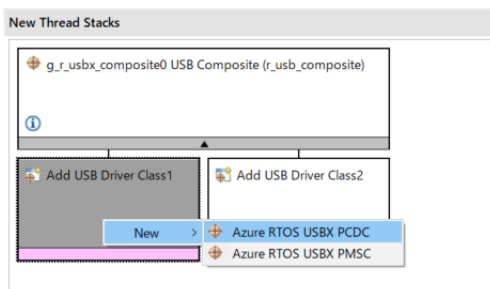 New Thread Stacks
g_r_usbx_composite0 USB Composite (r_usb_composite)
Add USB Driver Class1
Add USB Driver Class2
New
Azure RTOS USBX PCDC
Azure RTOS USBX PMSC